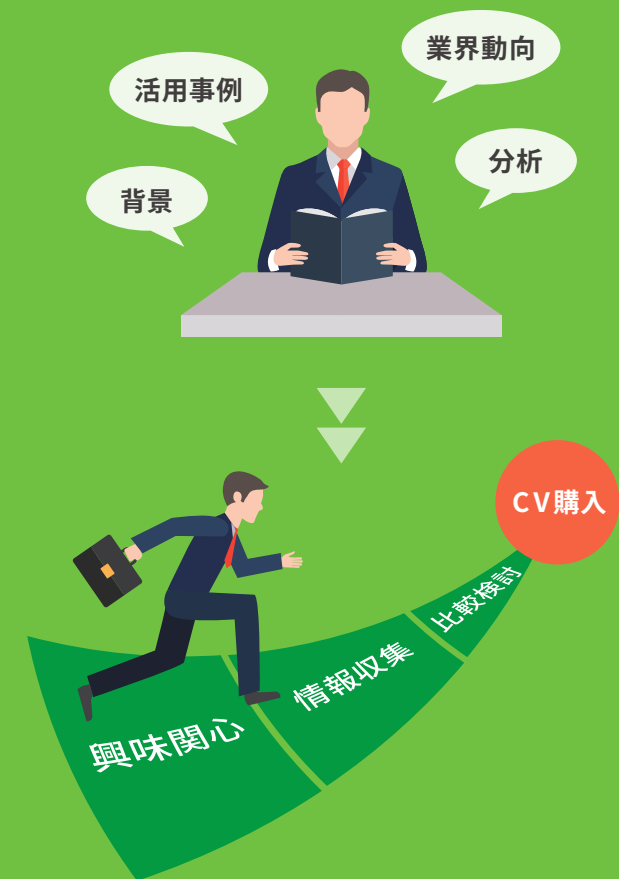 業界動向
活用事例
分析
背景
CV購入
比較検討
情報収集
興味関心